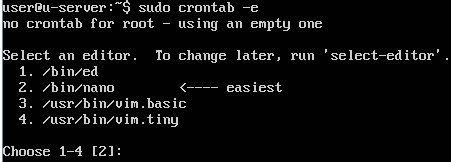 user@u-server:~$ sudo crontab -e
no crontab for root - using an empty one

Select an editor.  To change later, run 'select-editor'.
  1. /bin/ed
  2. /bin/nano        <---- easiest
  3. /usr/bin/vim.basic
  4. /usr/bin/vim.tiny

Choose 1-4 [2]: